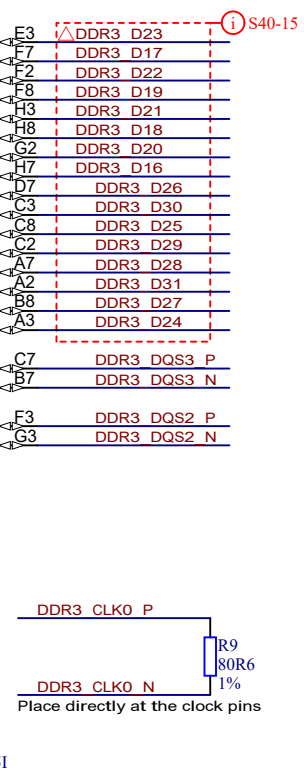 i S40-15
E3 DDR3_D23
F7 DDR3_D17
F2 DDR3_D22
F8 DDR3_D19
H3 DDR3_D21
H8 DDR3_D18
G2 DDR3_D20
H7 DDR3_D16
D7 DDR3_D26
C3 DDR3_D30
C8 DDR3_D25
C2 DDR3_D29
A7 DDR3_D28
A2 DDR3_D31
B8 DDR3_D27
A3 DDR3_D24
C7 DDR3_DQS3_P
B7 DDR3_DQS3_N
F3 DDR3_DQS2_P
G3 DDR3_DQS2_N
DDR3_CLK0_P
R9
80R6
1%
DDR3_CLK0_N
Place directly at the clock pins